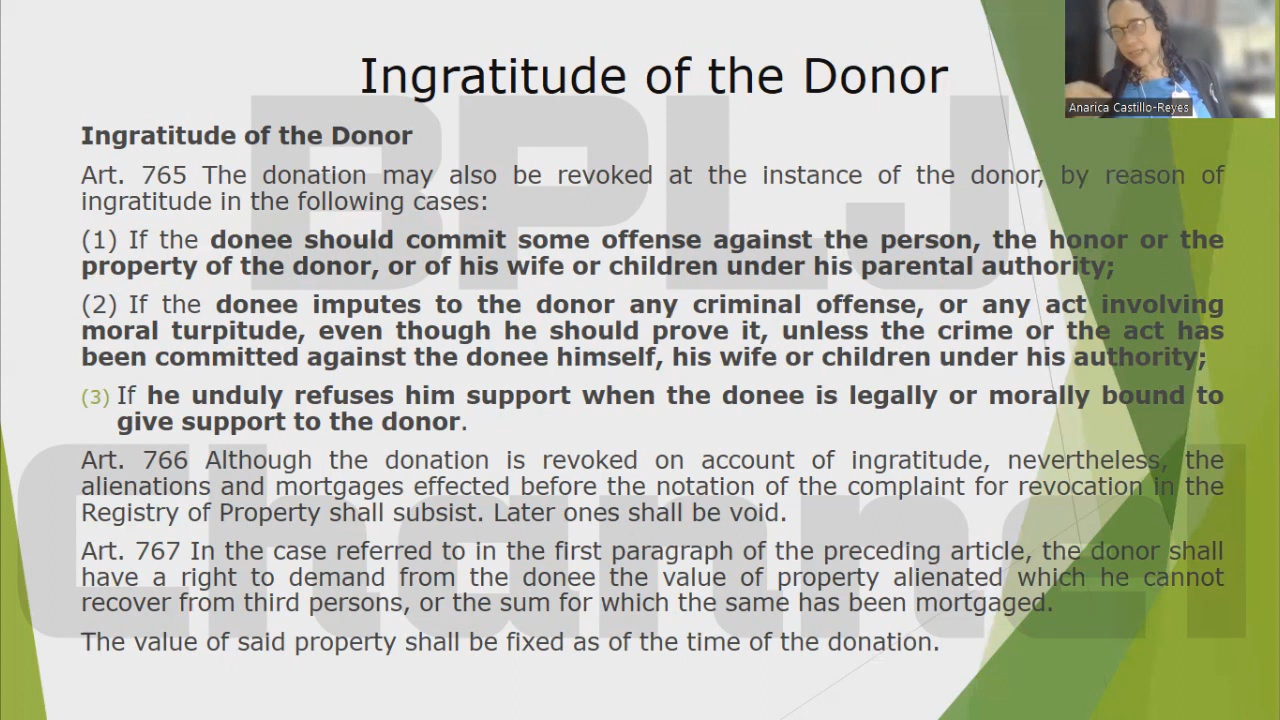 Ingratitude of the Donor
Anarica Castillo-Reyes
Ingratitude of the Donor
Art. 765 The donation may also be revoked at the instance of the donor, by reason of
ingratitude in the following cases:
(1) If the donee should commit some offense against the person, the honor or the
property of the donor, or of his wife or children under his parental authority;
(2) If the donee imputes to the donor any criminal offense, or any act involving
moral turpitude, even though he should prove it, unless the crime or the act has
been committed against the donee himself, his wife or children under his authority;
(3) If he unduly refuses him support when the donee is legally or morally bound to
give support to the donor.
Art. 766 Although the donation is revoked on account of ingratitude, nevertheless, the
alienations and mortgages effected before the notation of the complaint for revocation in the
Registry of Property shall subsist. Later ones shall be void.
Art. 767 In the case referred to in the first paragraph of the preceding article, the donor shall
have a right to demand from the donee the value of property alienated which he cannot
recover from third persons, or the sum for which the same has been mortgaged.
The value of said property shall be fixed as of the time of the donation.
BPLJ
Channel